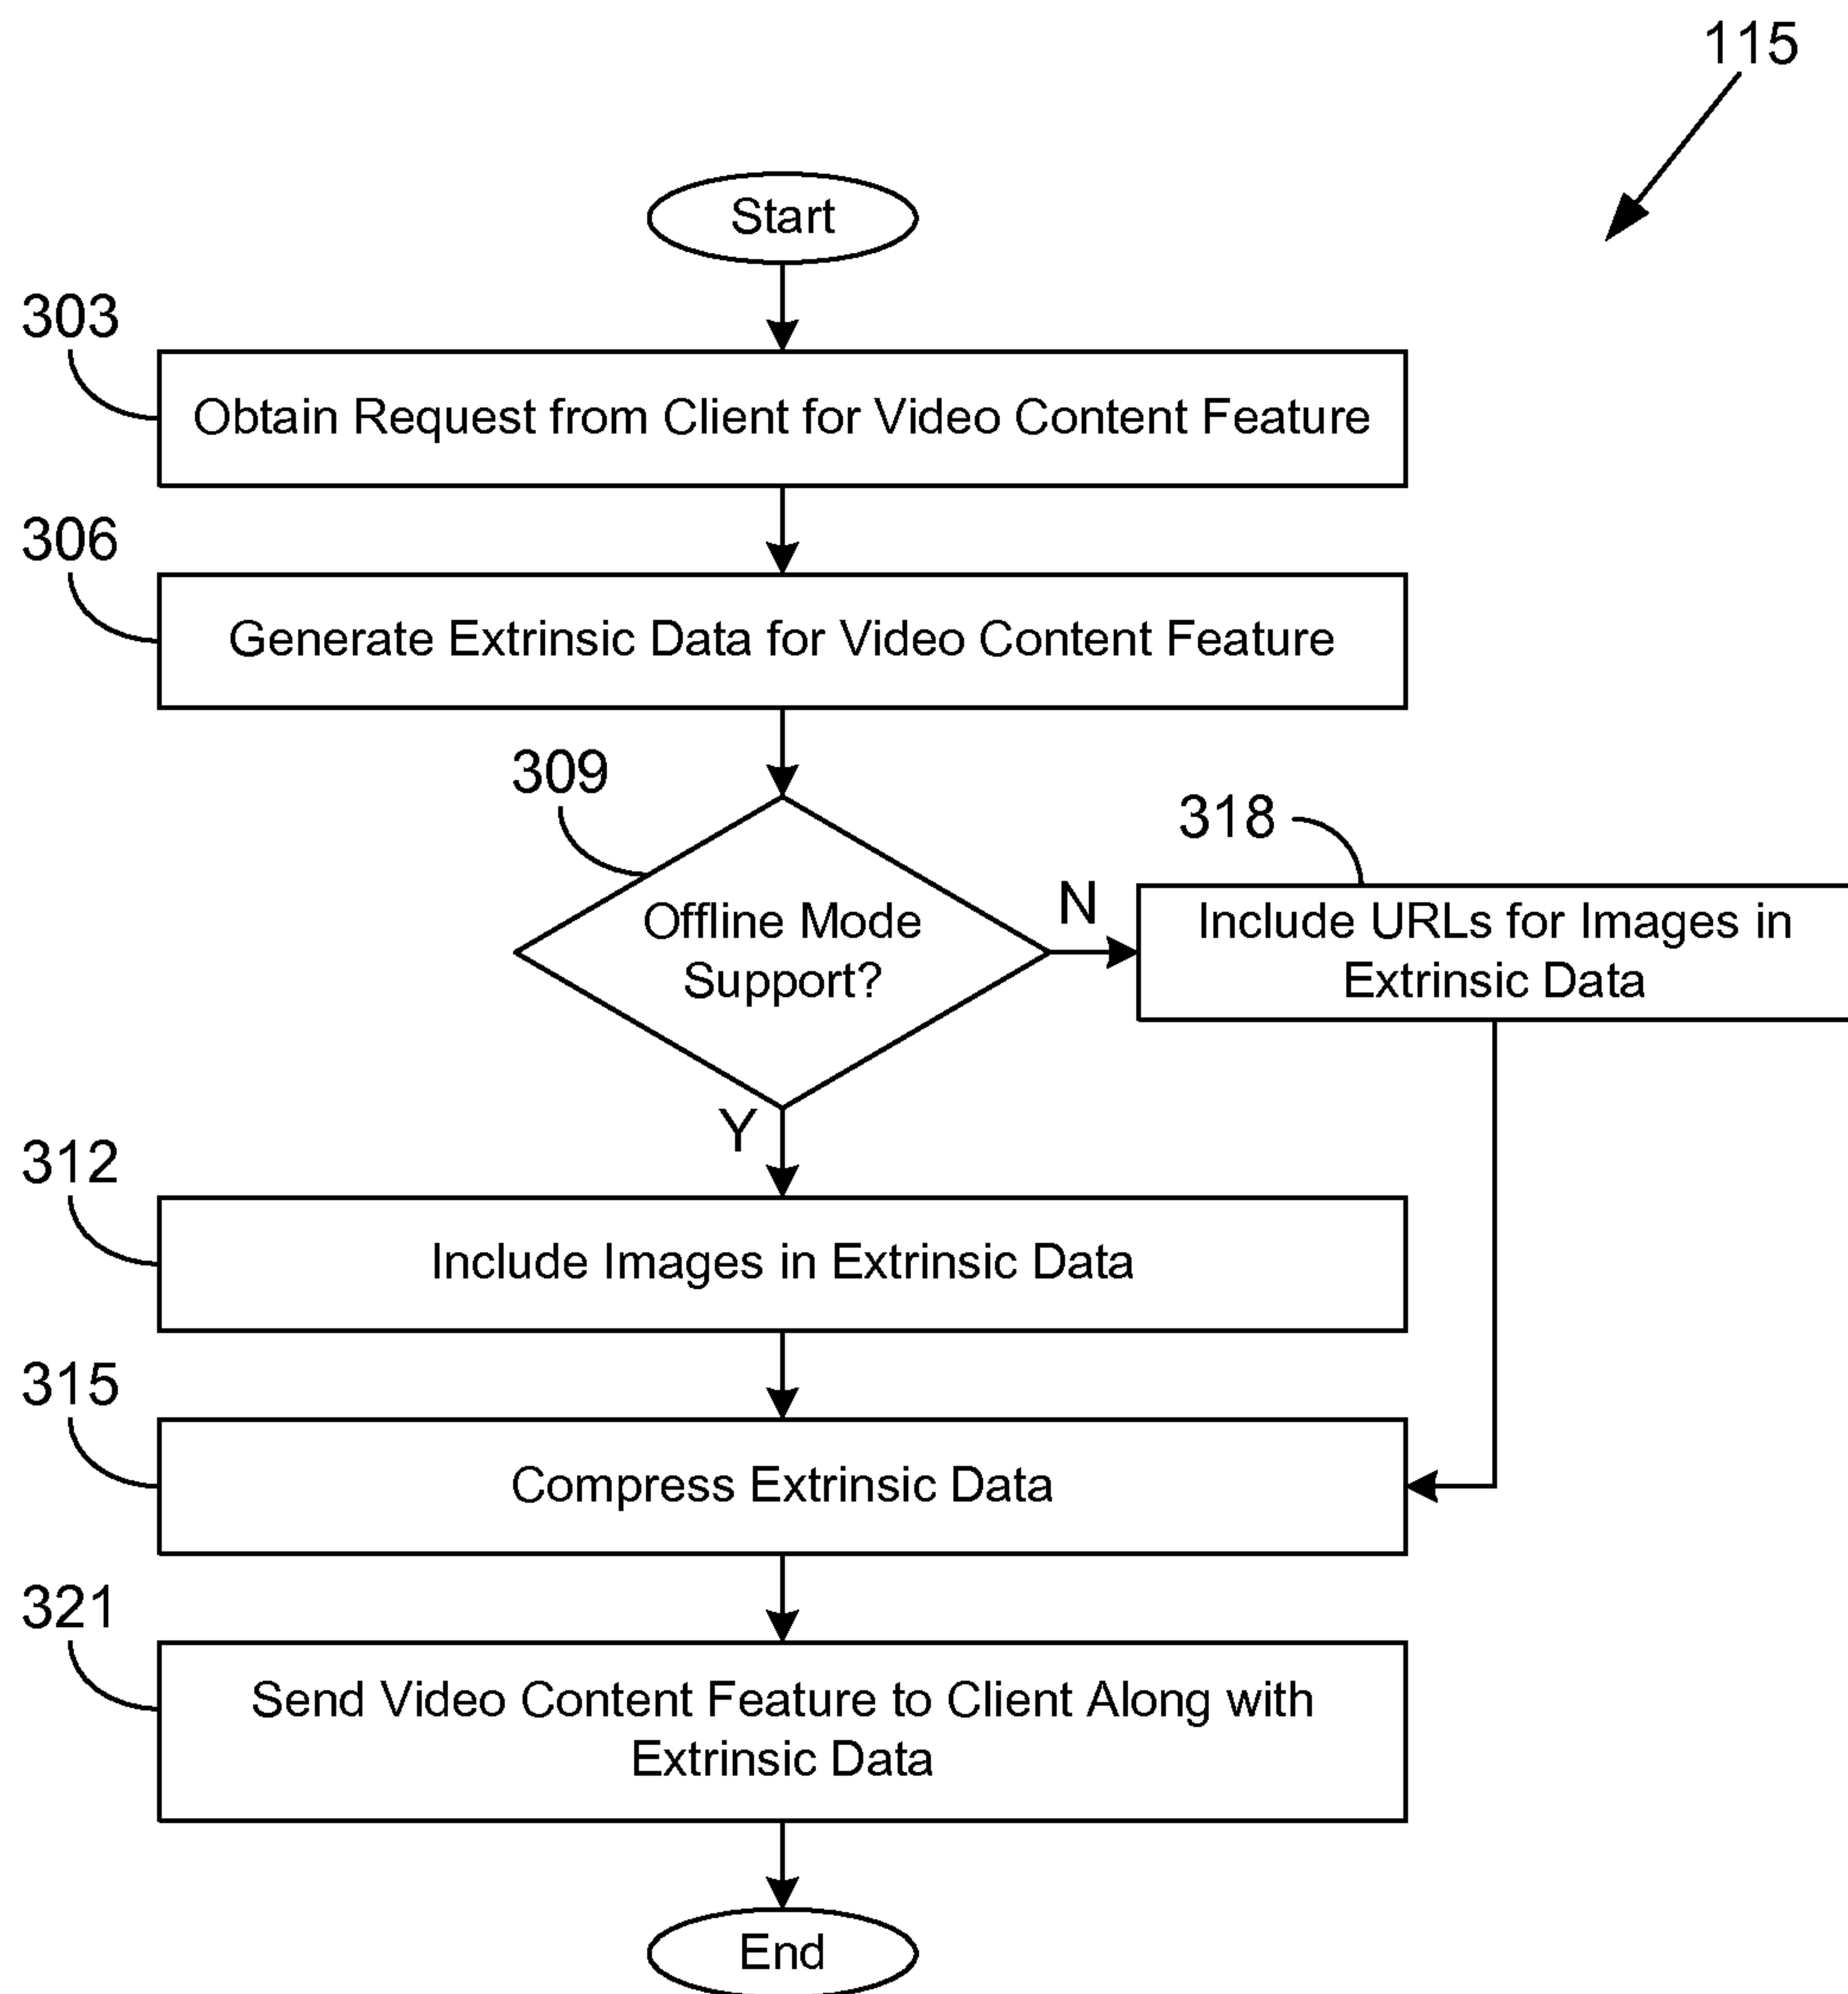 115
Start
303
Obtain Request from Client for Video Content Feature
306
Generate Extrinsic Data for Video Content Feature
309
Offline Mode
Support?
N
318
Include URLs for Images in
Extrinsic Data
Y
312
Include Images in Extrinsic Data
315
Compress Extrinsic Data
321
Send Video Content Feature to Client Along with
Extrinsic Data
End